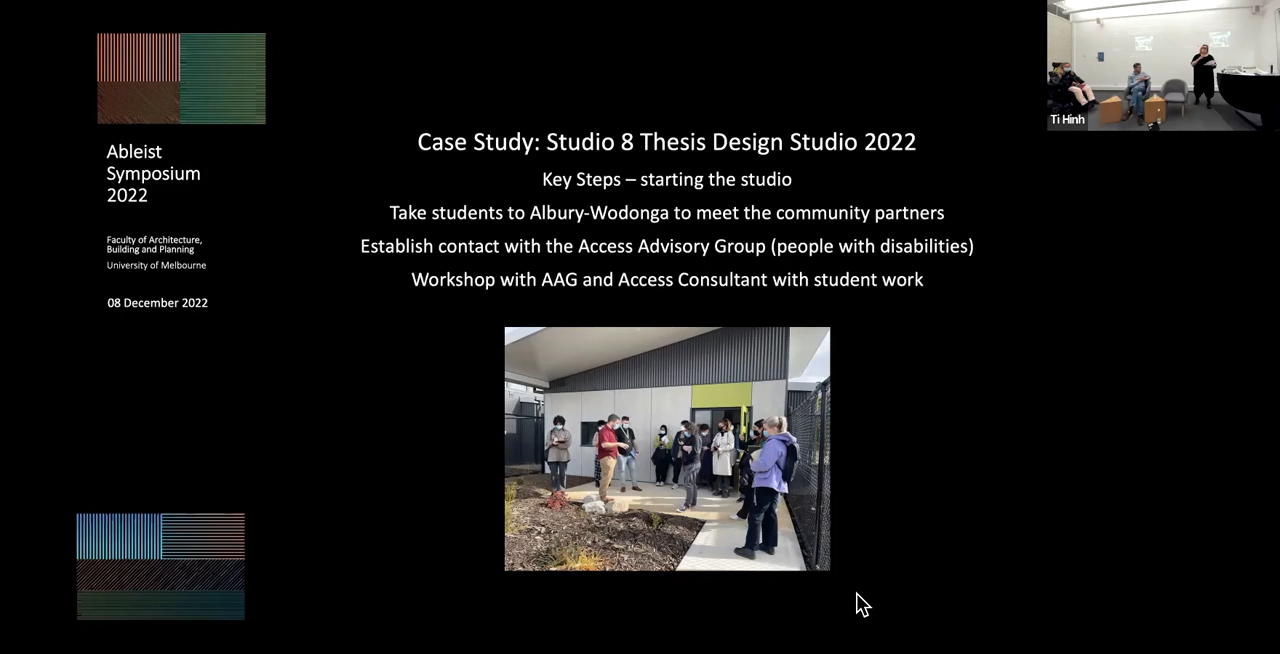 Ableist
Symposium
2022
Faculty of Architecture,
Building and Planning
University of Melbourne
08 December 2022
Case Study: Studio 8 Thesis Design Studio 2022
Key Steps – starting the studio
Take students to Albury-Wodonga to meet the community partners
Establish contact with the Access Advisory Group (people with disabilities)
Workshop with AAG and Access Consultant with student work
Ti Hinh